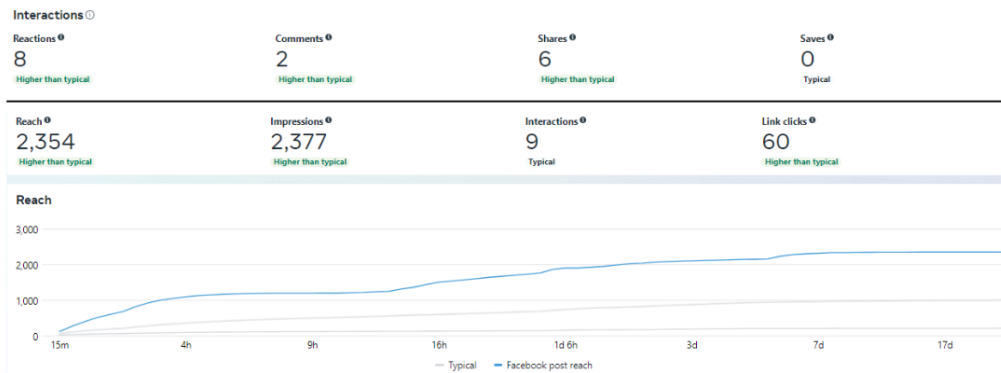 Interactions
Reactions Comments Shares Saves
8 2 6 0
Higher than typical Higher than typical Higher than typical Typical
Reach Impressions Interactions Link clicks
2,354 2,377 9 60
Higher than typical Higher than typical Typical Higher than typical
Reach
3,000
2,000
1,000
0
15m 4h 9h 16h 1d 6h 3d 7d 17d
Typical Facebook post reach